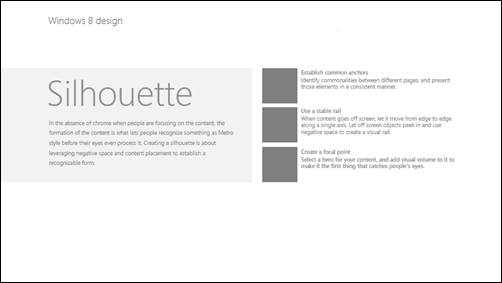 Windows 8 design
Silhouette
In the absence of chrome when people are focusing on the content, the
formation of the content is what lets people recognize something as Metro
style before their eyes even process it. Creating a silhouette is about
leveraging negative space and content placement to establish a
recognizable form.
Establish common anchors
Identify commonalities between different pages, and present
those elements in a consistent manner.
Use a stable rail
When content goes off screen, let it move from edge to edge
along a single axis. Let off screen objects peek in and use
negative space to create a visual rail.
Create a focal point
Select a hero for your content, and add visual volume to it to
make it the first thing that catches people's eyes.